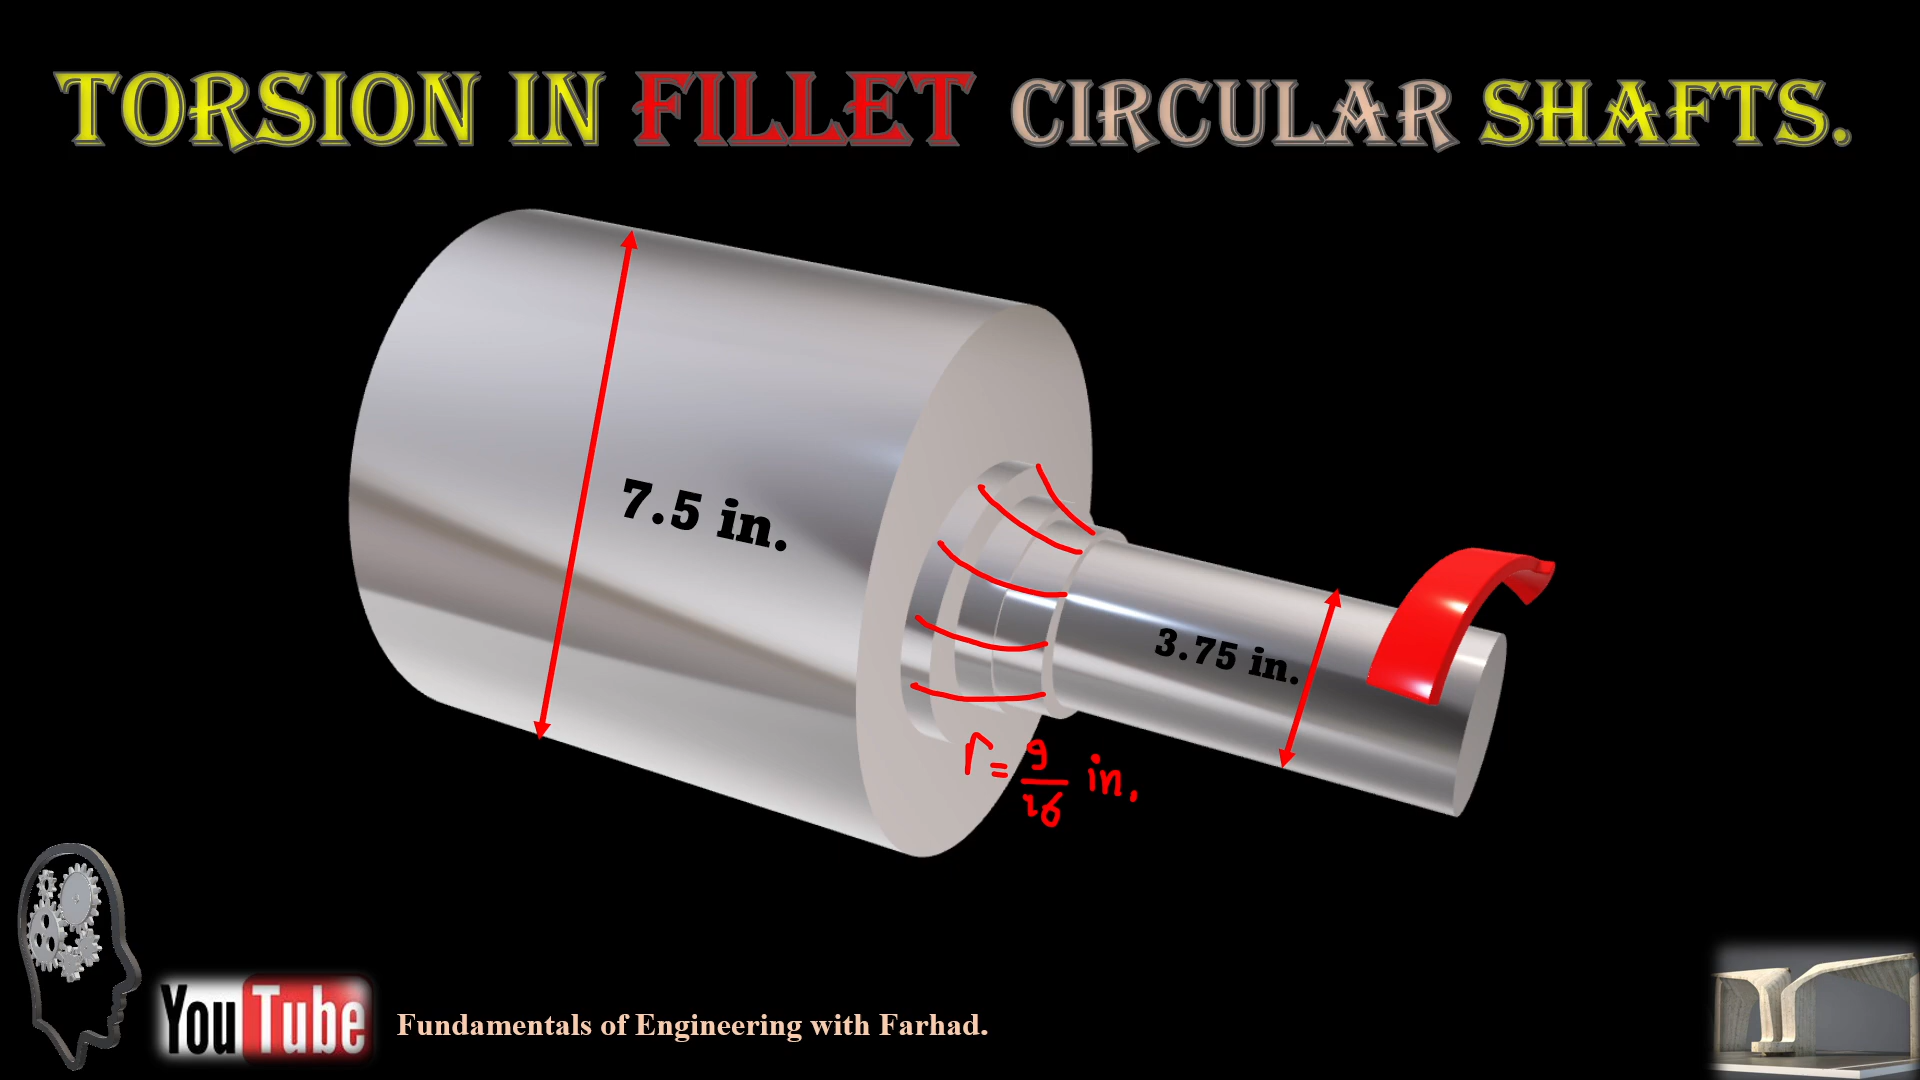 TORSION IN FILLET CIRCULAR SHAFTS.
7.5 in.
3.75 in.
r = 9/16 in.
YouTube
Fundamentals of Engineering with Farhad.